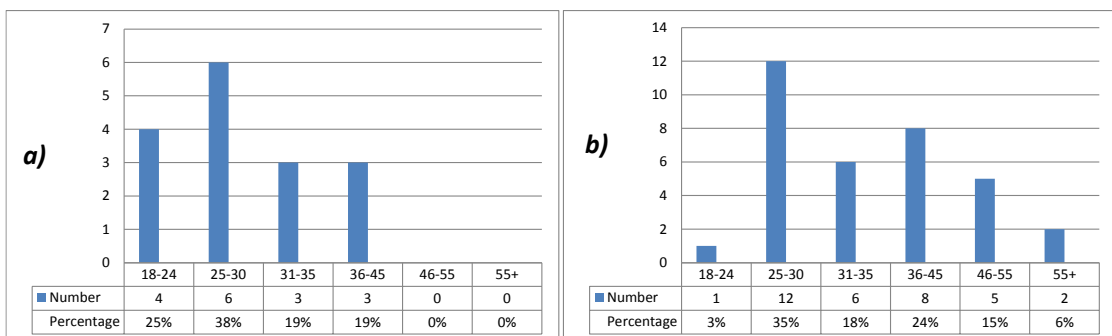 a)
7
6
5
4
3
2
1
0
18-24 25-30 31-35 36-45 46-55 55+
Number 4 6 3 3 0 0
Percentage 25% 38% 19% 19% 0% 0%
b)
14
12
10
8
6
4
2
0
18-24 25-30 31-35 36-45 46-55 55+
Number 1 12 6 8 5 2
Percentage 3% 35% 18% 24% 15% 6%